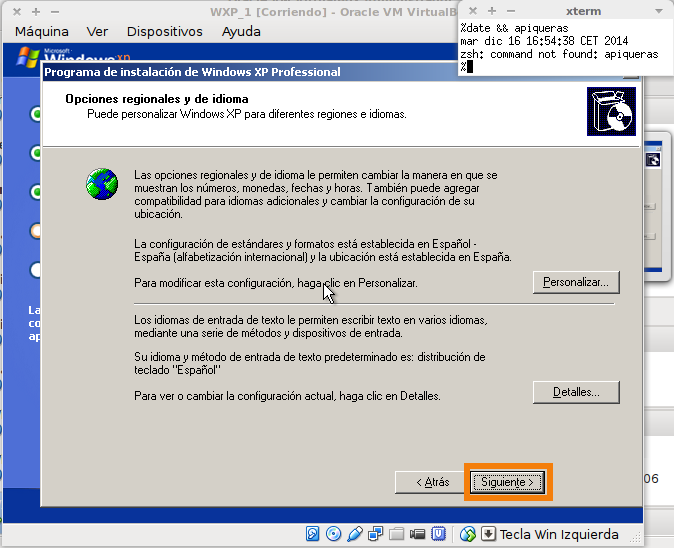 WXP_1 [Corriendo] - Oracle VM VirtualB
xterm
Máquina Ver Dispositivos Ayuda
%date && apiqueras
mar dic 16 16:54:38 CET 2014
zsh: command not found: apiqueras
%
Microsoft
Windows xp
Programa de instalación de Windows XP Professional
Opciones regionales y de idioma
Puede personalizar Windows XP para diferentes regiones e idiomas.
Las opciones regionales y de idioma le permiten cambiar la manera en que se
muestran los números, monedas, fechas y horas. También puede agregar
compatibilidad para idiomas adicionales y cambiar la configuración de su
ubicación.
La configuración de estándares y formatos está establecida en Español -
España (alfabetización internacional) y la ubicación está establecida en España.
Para modificar esta configuración, haga clic en Personalizar.
Personalizar...
La
co
ap
Los idiomas de entrada de texto le permiten escribir texto en varios idiomas,
mediante una serie de métodos y dispositivos de entrada.
Su idioma y método de entrada de texto predeterminado es: distribución de
teclado "Español"
Para ver o cambiar la configuración actual, haga clic en Detalles.
Detalles...
< Atrás
Siguiente >
06
Tecla Win Izquierda